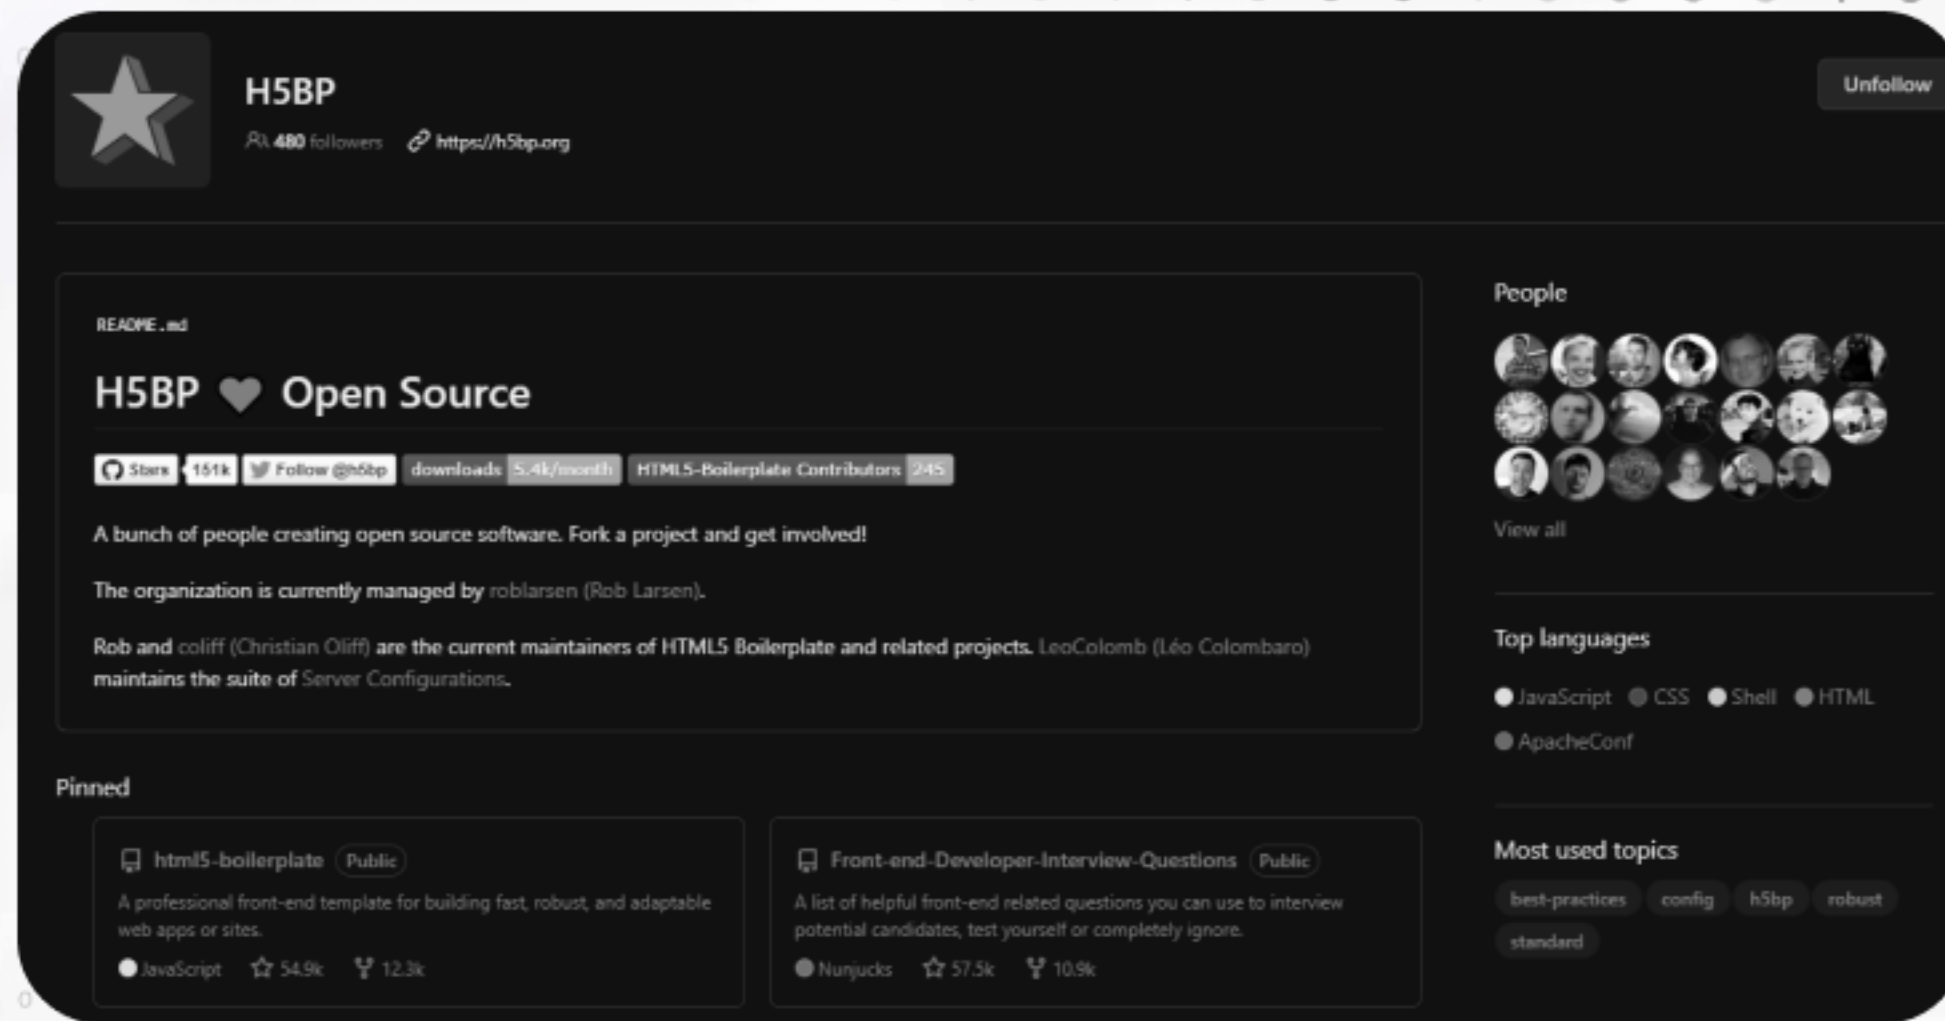 H5BP
480 followers https://h5bp.org
Unfollow
README.md
H5BP Open Source
Stars 151k Follow @h5bp downloads 5.4k/month HTML5-Boilerplate Contributors 245
A bunch of people creating open source software. Fork a project and get involved!
The organization is currently managed by roblarsen (Rob Larsen).
Rob and coliff (Christian Oliff) are the current maintainers of HTML5 Boilerplate and related projects. LeoColomb (Léo Colombaro)
maintains the suite of Server Configurations.
Pinned
html5-boilerplate Public
A professional front-end template for building fast, robust, and adaptable
web apps or sites.
JavaScript 54.9k 12.3k
Front-end-Developer-Interview-Questions Public
A list of helpful front-end related questions you can use to interview
potential candidates, test yourself or completely ignore.
Nunjucks 57.5k 10.9k
People
View all
Top languages
JavaScript CSS Shell HTML
ApacheConf
Most used topics
best-practices config h5bp robust
standard